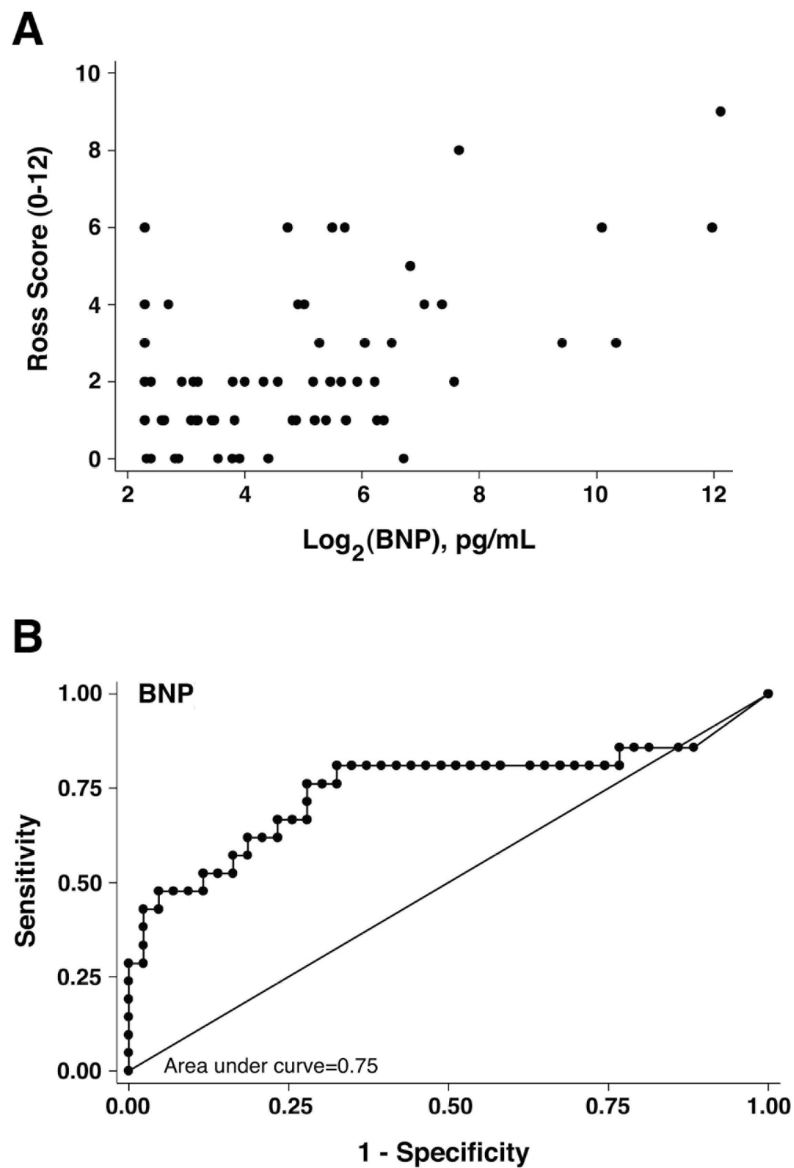 A
10
8
6
4
2
0
Ross Score (0-12)
2 4 6 8 10 12
Log2(BNP), pg/mL
B
BNP
1.00
0.75
0.50
0.25
0.00
Sensitivity
Area under curve=0.75
0.00 0.25 0.50 0.75 1.00
1 - Specificity